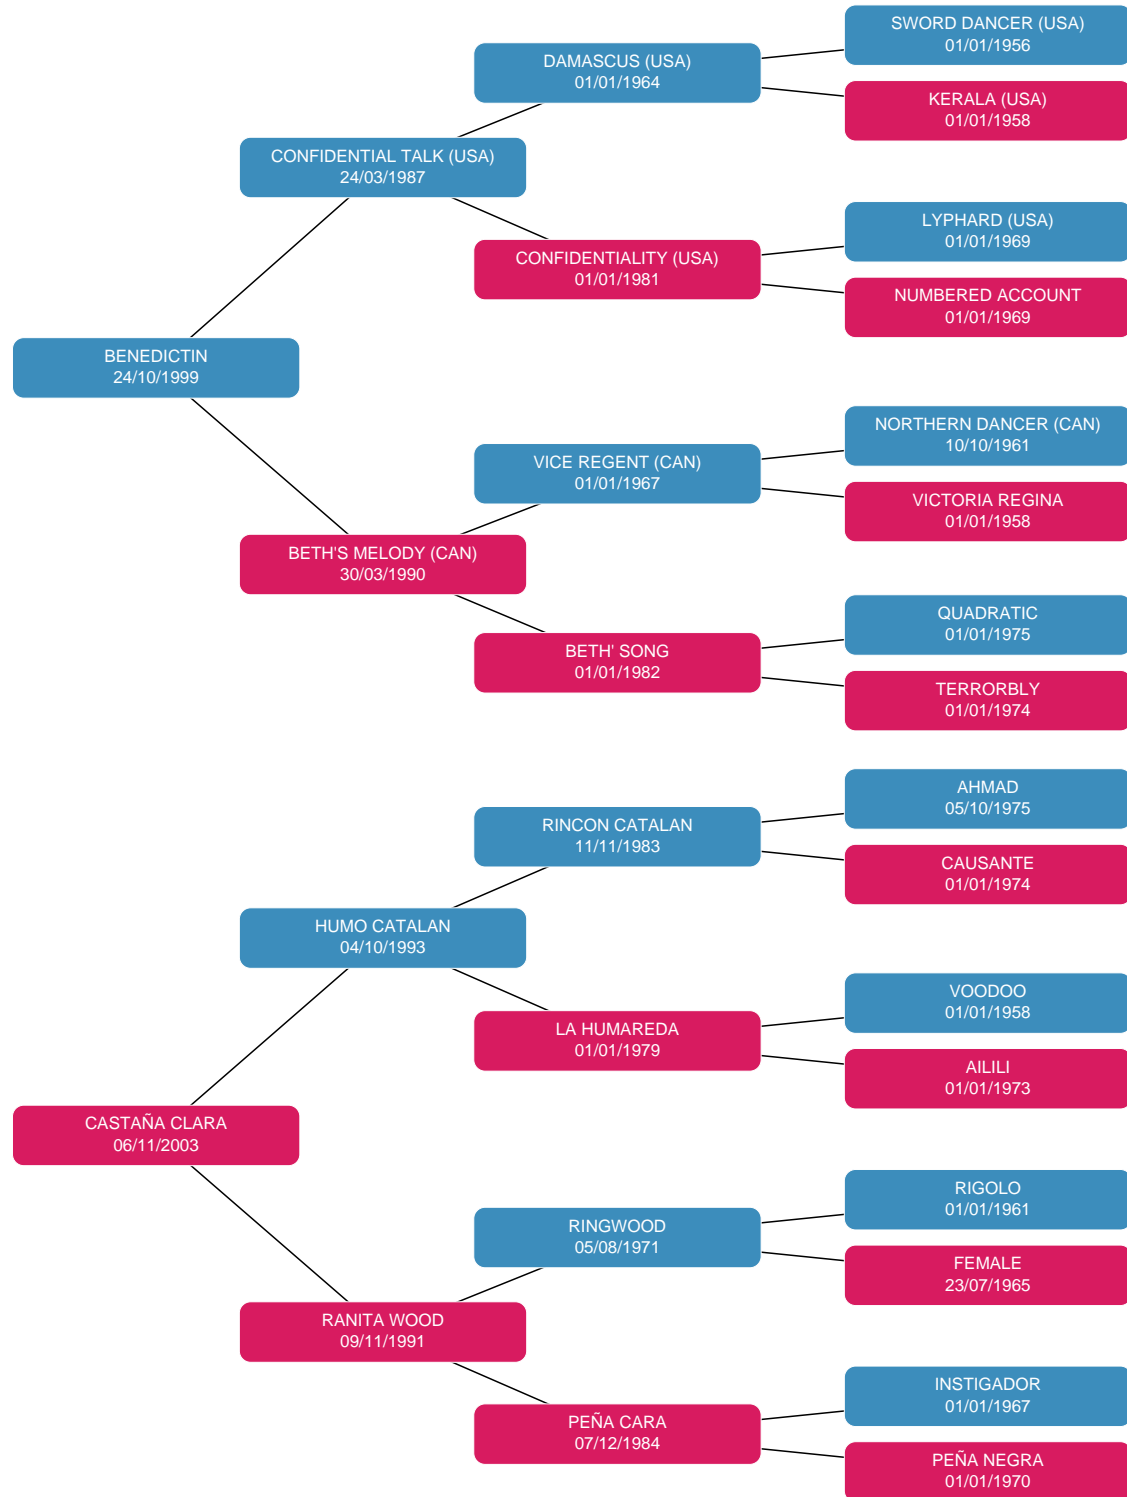 SWORD DANCER (USA)
01/01/1956
DAMASCUS (USA)
01/01/1964
KERALA (USA)
01/01/1958
CONFIDENTIAL TALK (USA)
24/03/1987
LYPHARD (USA)
01/01/1969
CONFIDENTIALITY (USA)
01/01/1981
NUMBERED ACCOUNT
01/01/1969
BENEDICTIN
24/10/1999
NORTHERN DANCER (CAN)
10/10/1961
VICE REGENT (CAN)
01/01/1967
VICTORIA REGINA
01/01/1958
BETH'S MELODY (CAN)
30/03/1990
QUADRATIC
01/01/1975
BETH' SONG
01/01/1982
TERRORBLY
01/01/1974
AHMAD
05/10/1975
RINCON CATALAN
11/11/1983
CAUSANTE
01/01/1974
HUMO CATALAN
04/10/1993
VOODOO
01/01/1958
LA HUMAREDA
01/01/1979
AILILI
01/01/1973
CASTAÑA CLARA
06/11/2003
RIGOLO
01/01/1961
RINGWOOD
05/08/1971
FEMALE
23/07/1965
RANITA WOOD
09/11/1991
INSTIGADOR
01/01/1967
PEÑA CARA
07/12/1984
PEÑA NEGRA
01/01/1970